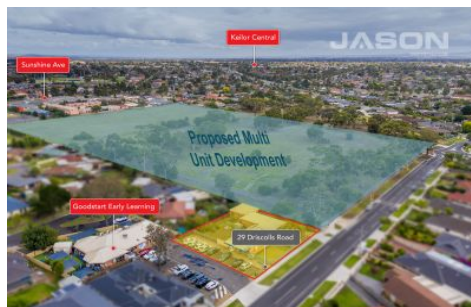 JASON
Keilor Central
Sunshine Ave
Proposed Multi
Unit Development
Goodstart Early Learning
29 Driscolls Road